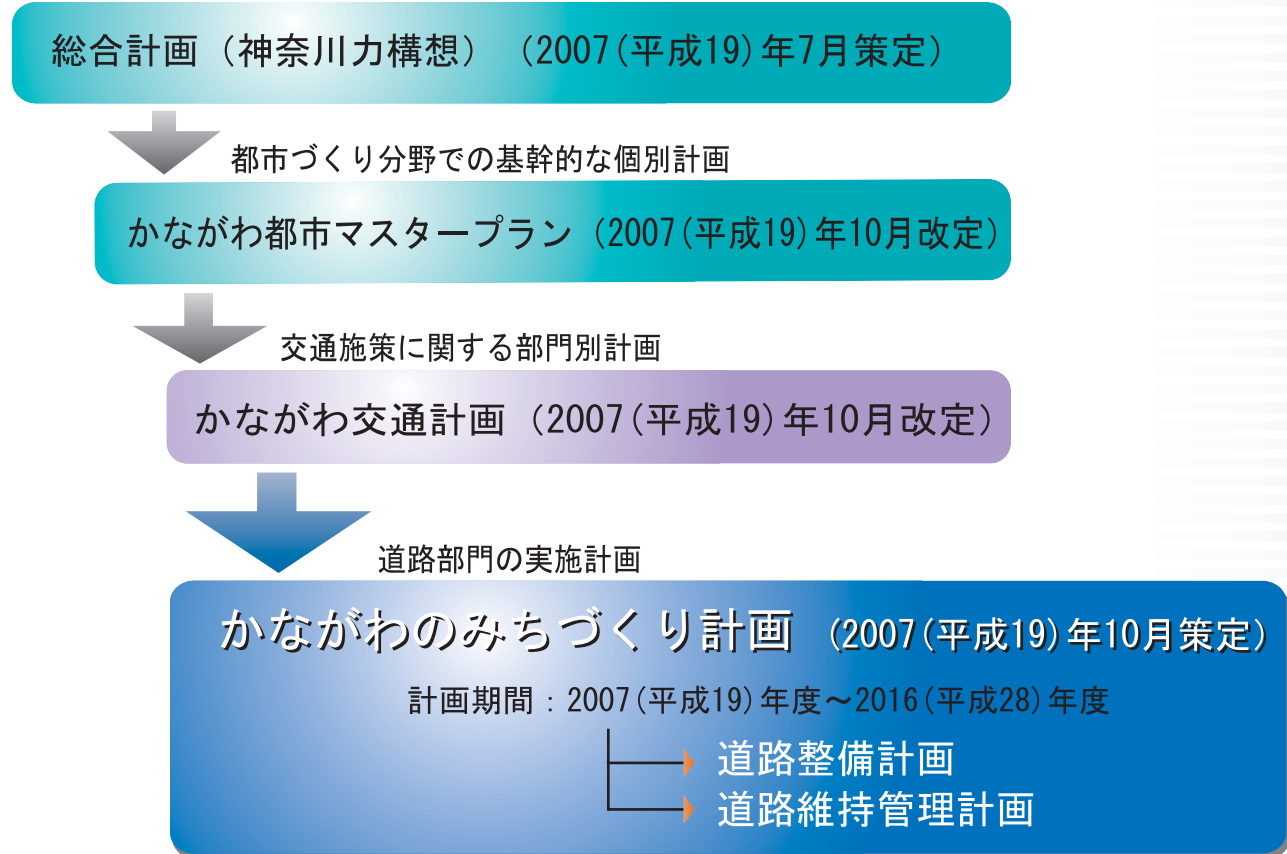 総合計画（神奈川力構想）（2007(平成19)年7月策定）
都市づくり分野での基幹的な個別計画
かながわ都市マスタープラン（2007(平成19)年10月改定）
交通施策に関する部門別計画
かながわ交通計画（2007(平成19)年10月改定）
道路部門の実施計画
かながわのみちづくり計画（2007(平成19)年10月策定）
計画期間：2007(平成19)年度～2016(平成28)年度
道路整備計画
道路維持管理計画